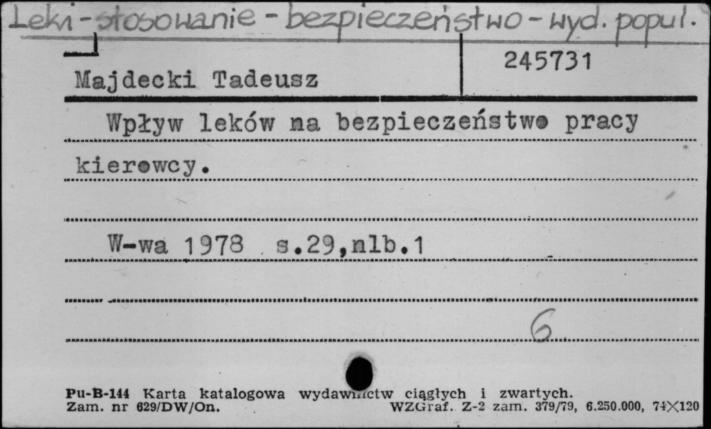 Leki - stosowanie - bezpieczeństwo - wyd. popul.
Majdecki Tadeusz
245731
Wpływ leków na bezpieczeństwo pracy
kierowcy.
W-wa 1978 s.29,nlb.1
6
Pu-B-144 Karta katalogowa wydawnictw ciągłych i zwartych.
Zam. nr 629/DW/On. WZGraf. Z-2 zam. 379/79, 6.250.000, 74×120